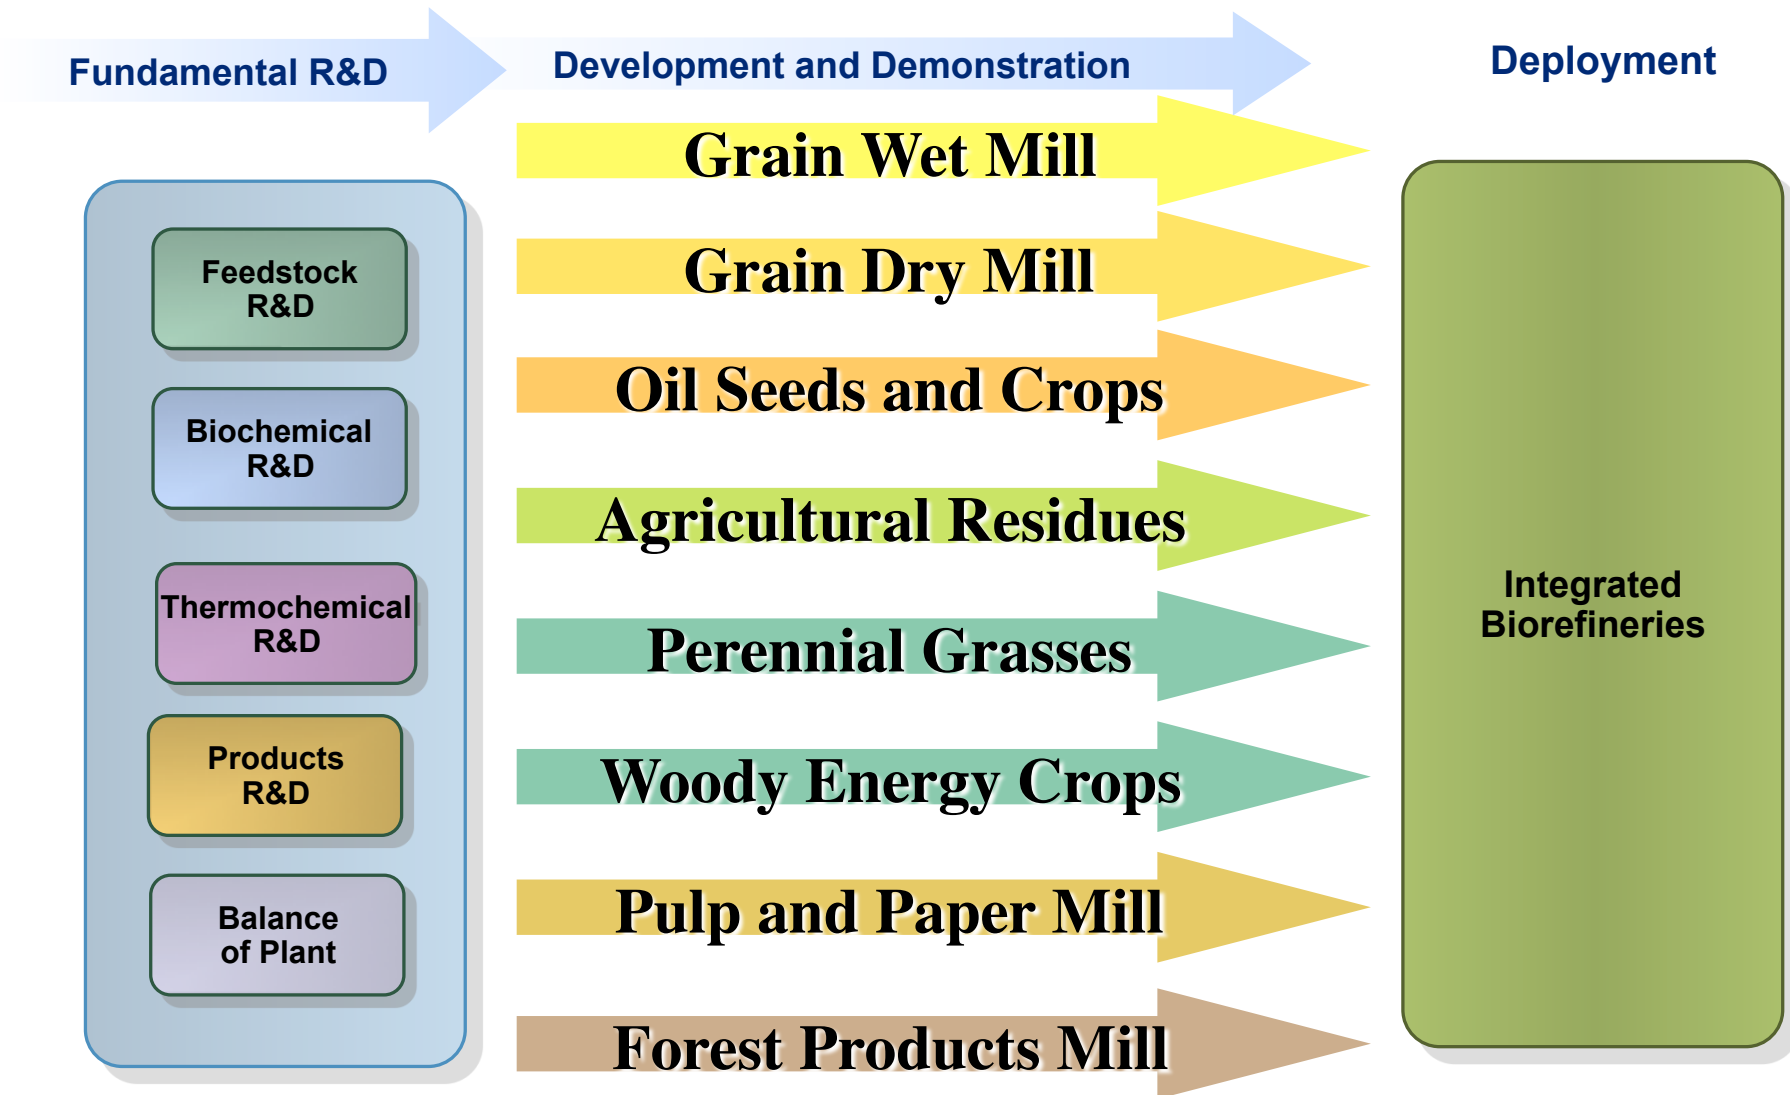 Fundamental R&D
Development and Demonstration
Deployment
Feedstock
R&D
Biochemical
R&D
Thermochemical
R&D
Products
R&D
Balance
of Plant
Grain Wet Mill
Grain Dry Mill
Oil Seeds and Crops
Agricultural Residues
Perennial Grasses
Woody Energy Crops
Pulp and Paper Mill
Forest Products Mill
Integrated
Biorefineries